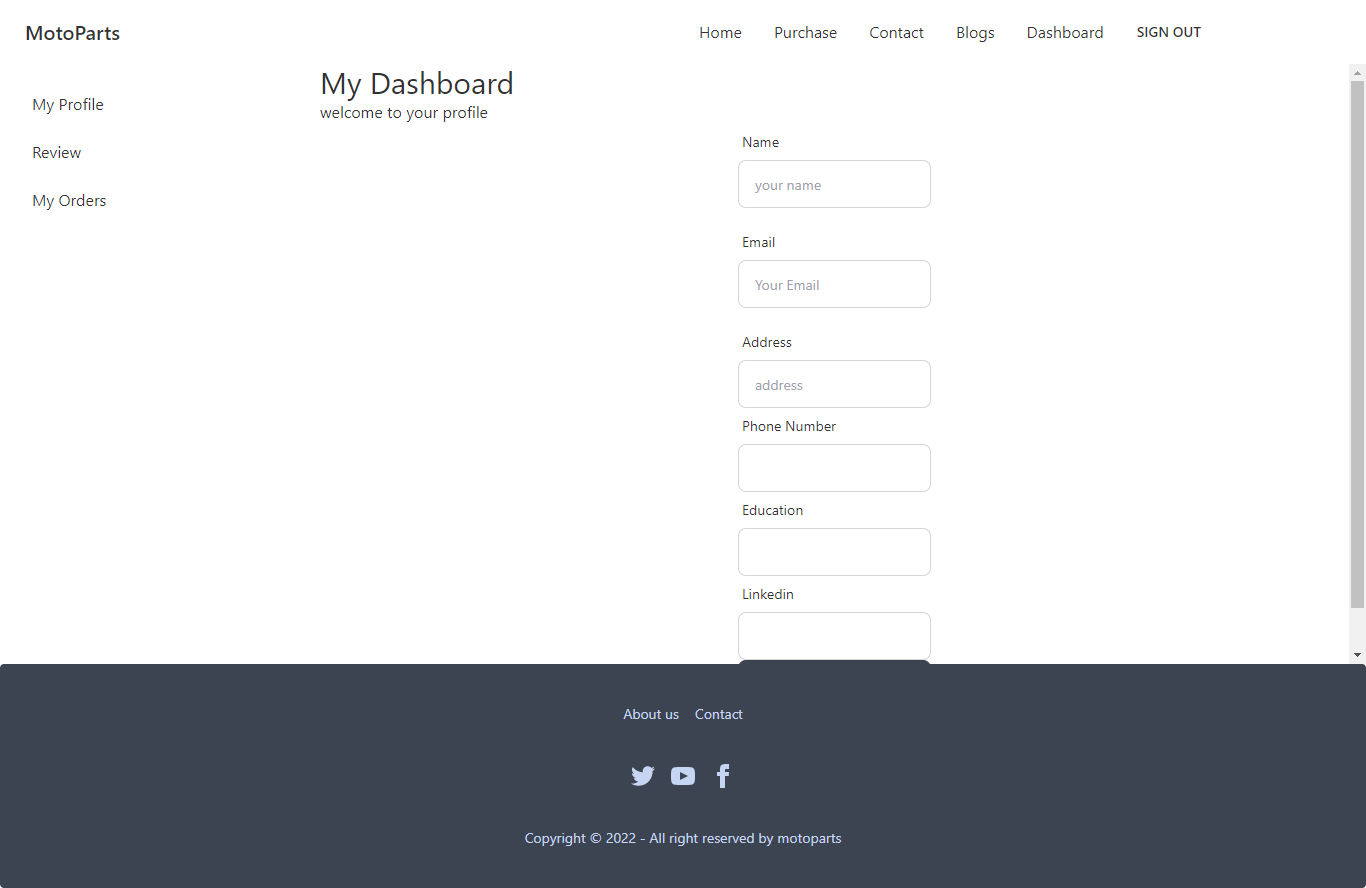 MotoParts
Home Purchase Contact Blogs Dashboard SIGN OUT
My Profile
Review
My Orders
My Dashboard
welcome to your profile
Name
your name
Email
Your Email
Address
address
Phone Number
Education
Linkedin
About us Contact
Copyright © 2022 - All right reserved by motoparts